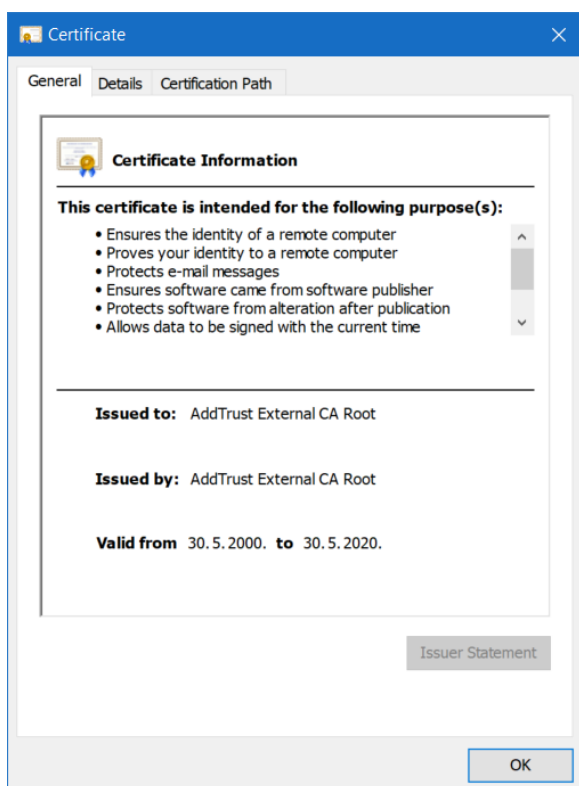 Certificate
General Details Certification Path
Certificate Information
This certificate is intended for the following purpose(s):
• Ensures the identity of a remote computer
• Proves your identity to a remote computer
• Protects e-mail messages
• Ensures software came from software publisher
• Protects software from alteration after publication
• Allows data to be signed with the current time
Issued to: AddTrust External CA Root
Issued by: AddTrust External CA Root
Valid from 30.5.2000. to 30.5.2020.
Issuer Statement
OK